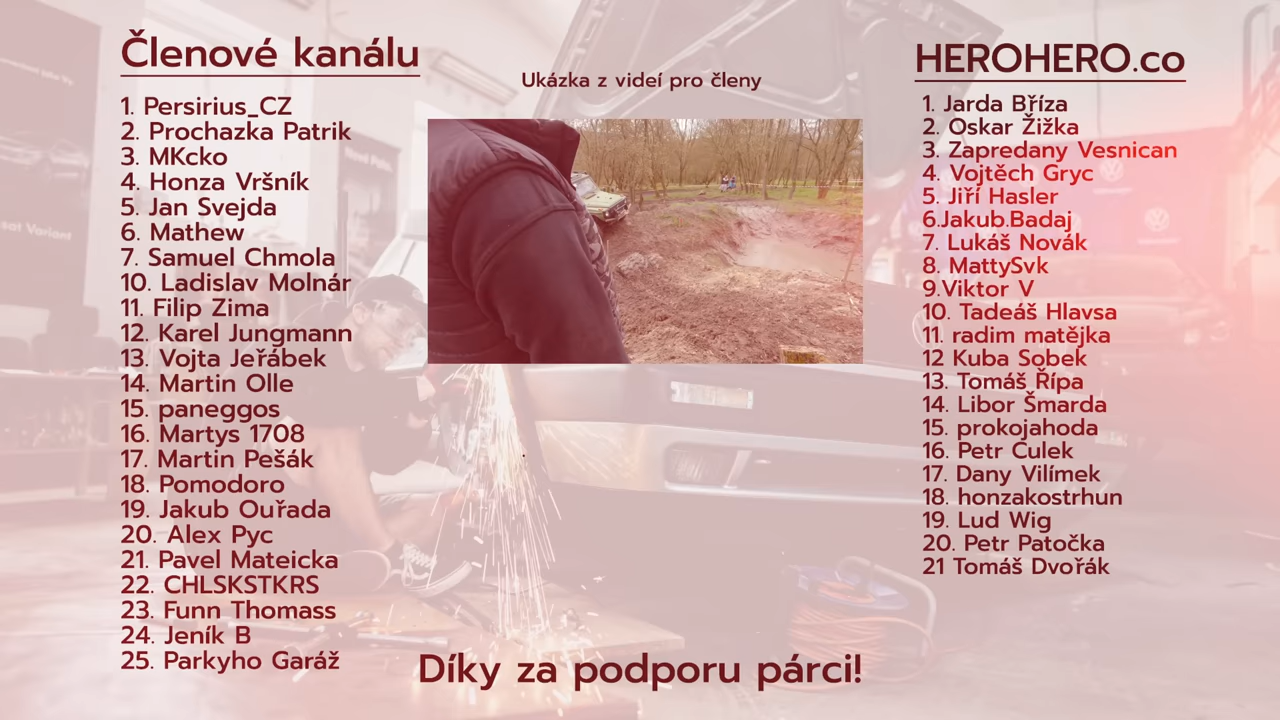 Členové kanálu
1. Persirius_CZ
2. Prochazka Patrik
3. MKcko
4. Honza Vršník
5. Jan Svejda
6. Mathew
7. Samuel Chmola
10. Ladislav Molnár
11. Filip Zima
12. Karel Jungmann
13. Vojta Jeřábek
14. Martin Olle
15. paneggos
16. Martys 1708
17. Martin Pešák
18. Pomodoro
19. Jakub Ouřada
20. Alex Pyc
21. Pavel Mateicka
22. CHLSKSTKRS
23. Funn Thomass
24. Jeník B
25. Parkyho Garáž
Ukázka z videí pro členy
HEROHERO.co
1. Jarda Bříza
2. Oskar Žižka
3. Zapredany Vesnican
4. Vojtěch Gryc
5. Jiří Hasler
6.Jakub.Badaj
7. Lukáš Novák
8. MattySvk
9.Viktor V
10. Tadeáš Hlavsa
11. radim matějka
12 Kuba Sobek
13. Tomáš Řípa
14. Libor Šmarda
15. prokojahoda
16. Petr Čulek
17. Dany Vilímek
18. honzakostrhun
19. Lud Wig
20. Petr Patočka
21 Tomáš Dvořák
Díky za podporu párci!